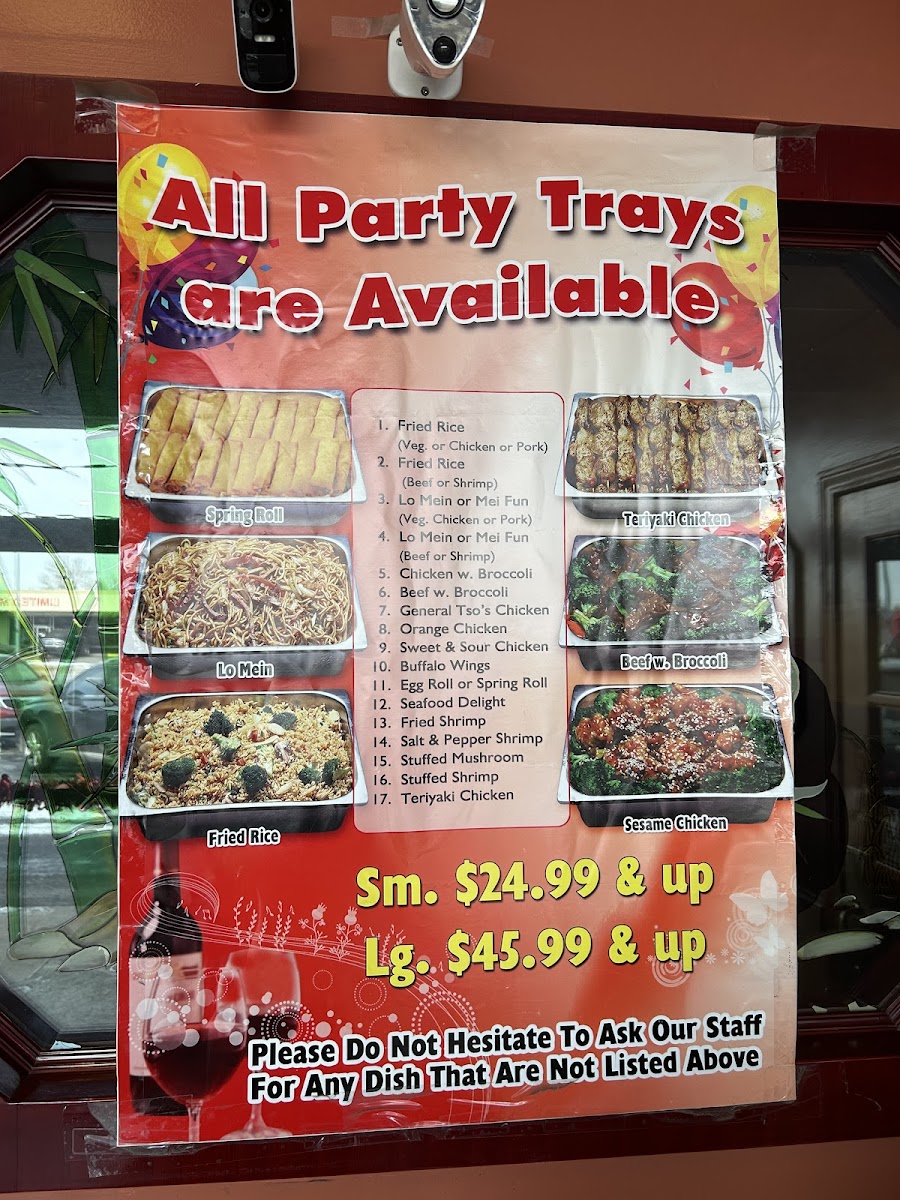 All Party Trays
are Available
1. Fried Rice
(Veg. or Chicken or Pork)
2. Fried Rice
(Beef or Shrimp)
3. Lo Mein or Mei Fun
(Veg. Chicken or Pork)
4. Lo Mein or Mei Fun
(Beef or Shrimp)
5. Chicken w. Broccoli
6. Beef w. Broccoli
7. General Tso's Chicken
8. Orange Chicken
9. Sweet & Sour Chicken
10. Buffalo Wings
11. Egg Roll or Spring Roll
12. Seafood Delight
13. Fried Shrimp
14. Salt & Pepper Shrimp
15. Stuffed Mushroom
16. Stuffed Shrimp
17. Teriyaki Chicken
Spring Roll
Lo Mein
Fried Rice
Teriyaki Chicken
Beef w. Broccoli
Sesame Chicken
Sm. $24.99 & up
Lg. $45.99 & up
Please Do Not Hesitate To Ask Our Staff
For Any Dish That Are Not Listed Above